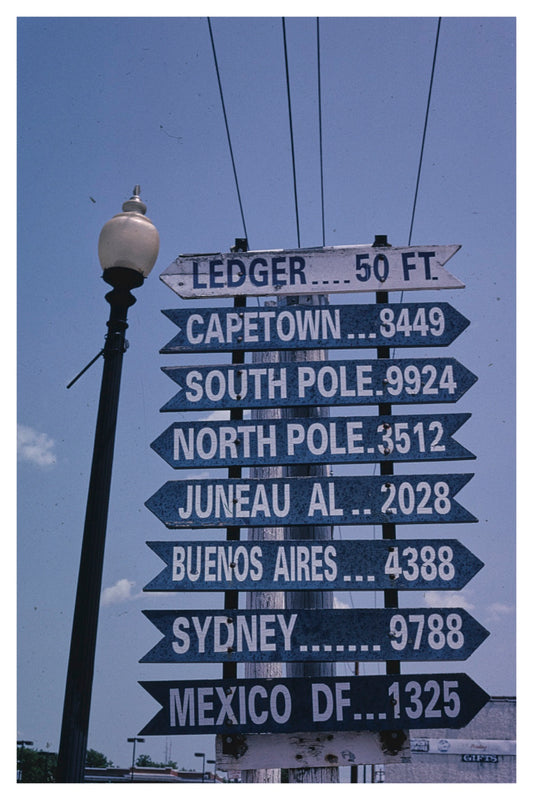 LEDGER....50 FT.
CAPETOWN...8449
SOUTH POLE.9924
NORTH POLE.3512
JUNEAU AL..2028
BUENOS AIRES...4388
SYDNEY.......9788
MEXICO DF...1325
GIFTS